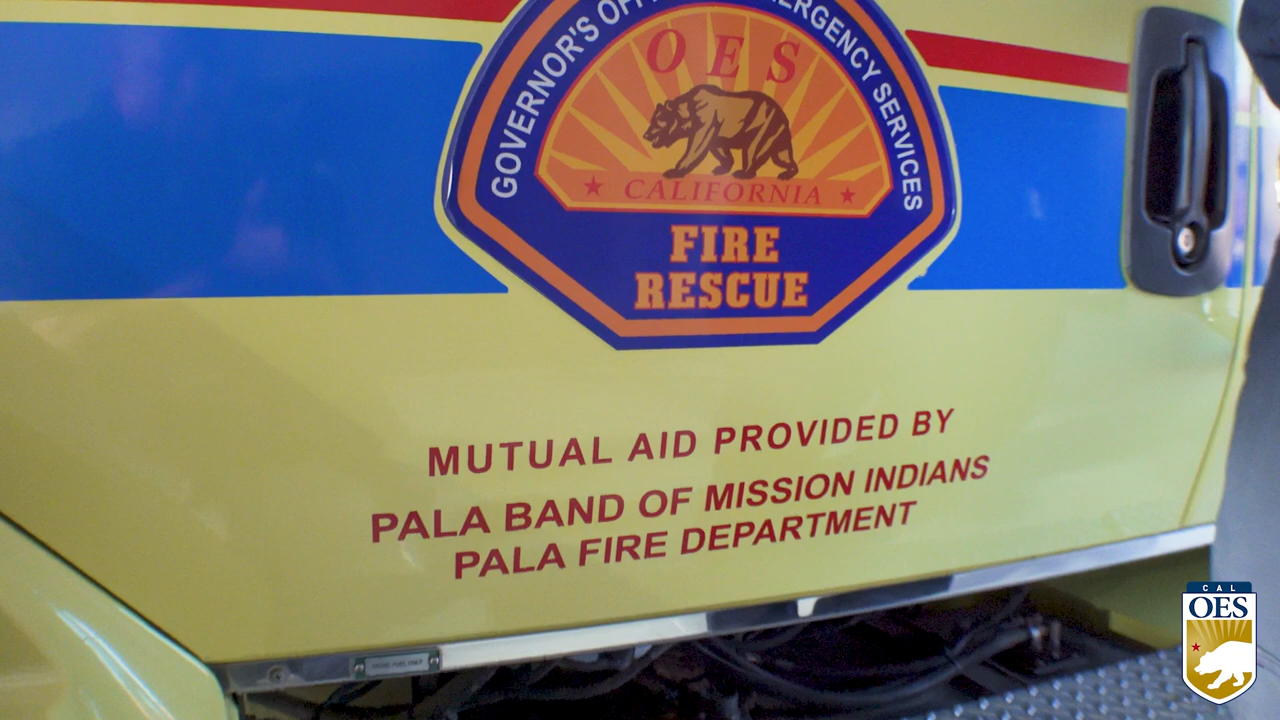 GOVERNOR'S OF
ERGENCY SERVICES
OES
CALIFORNIA
FIRE
RESCUE
MUTUAL AID PROVIDED BY
PALA BAND OF MISSION INDIANS
PALA FIRE DEPARTMENT
CAL
OES